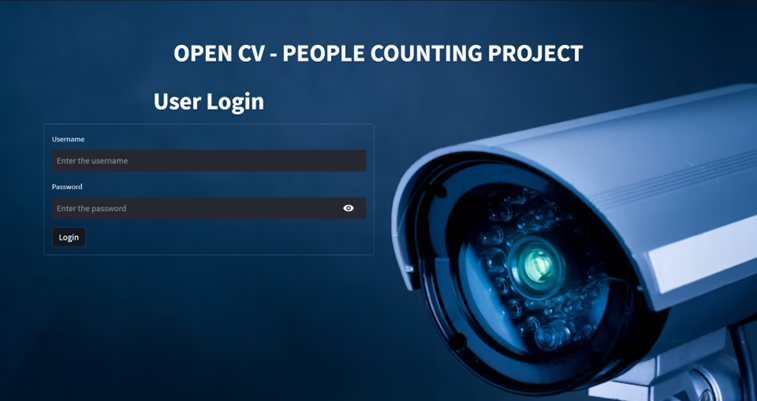 OPEN CV - PEOPLE COUNTING PROJECT
User Login
Username
Enter the username
Password
Enter the password
Login